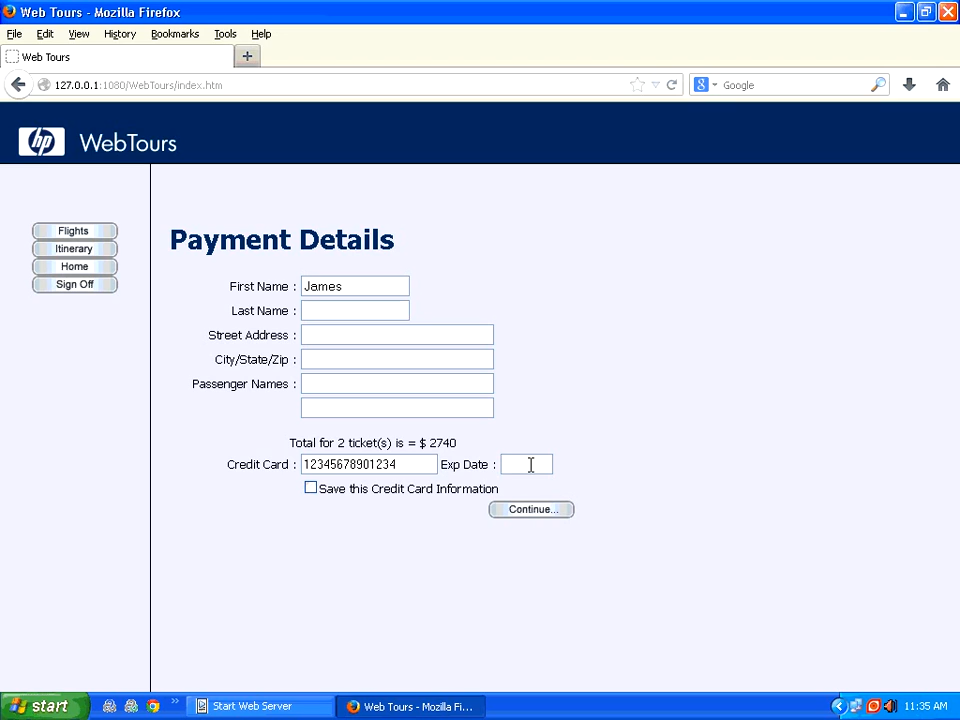 Web Tours - Mozilla Firefox
File Edit View History Bookmarks Tools Help
Web Tours +
127.0.0.1:1080/WebTours/index.htm Google
hp WebTours
Flights
Itinerary
Home
Sign Off
Payment Details
First Name : James
Last Name :
Street Address :
City/State/Zip :
Passenger Names :
Total for 2 ticket(s) is = $ 2740
Credit Card : 12345678901234 Exp Date :
Save this Credit Card Information
Continue...
start Start Web Server Web Tours - Mozilla Fi... 11:35 AM